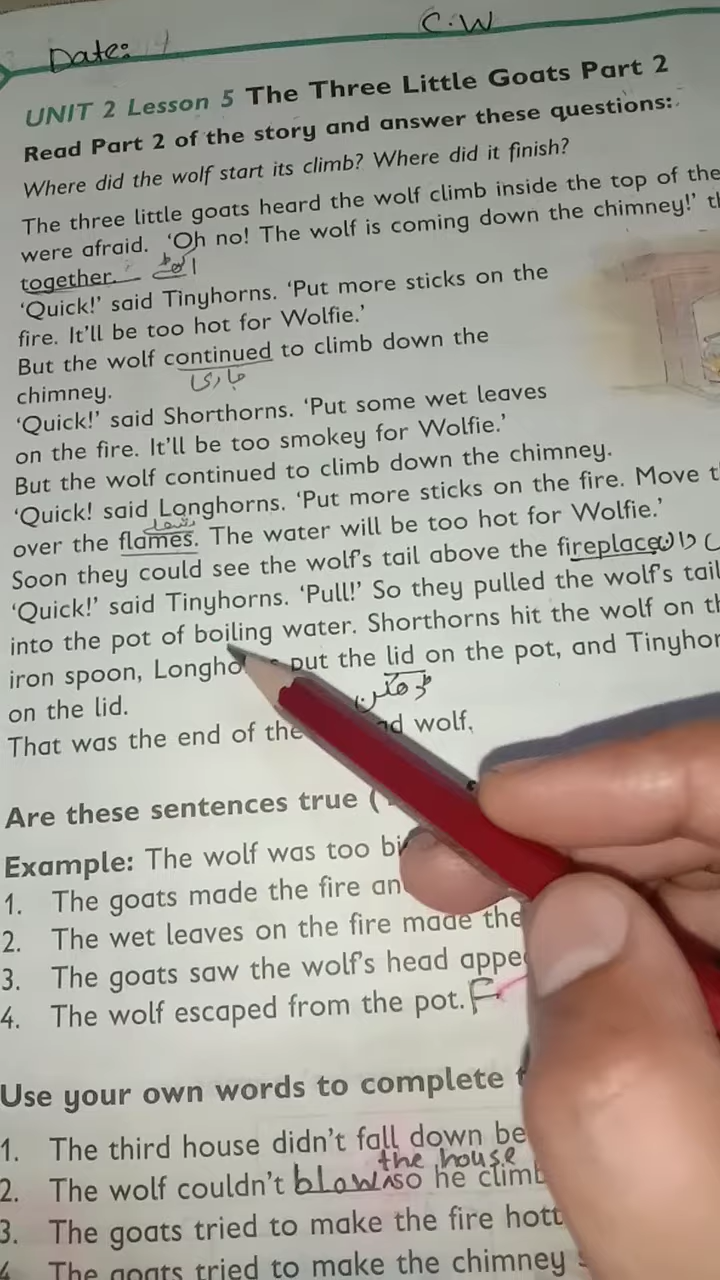 C.W
Date:
UNIT 2 Lesson 5 The Three Little Goats Part 2
Read Part 2 of the story and answer these questions:
Where did the wolf start its climb? Where did it finish?
The three little goats heard the wolf climb inside the top of the
were afraid. ‘Oh no! The wolf is coming down the chimney!’
together.
‘Quick!’ said Tinyhorns. ‘Put more sticks on the
fire. It’ll be too hot for Wolfie.’
But the wolf continued to climb down the
chimney.
جاری
‘Quick!’ said Shorthorns. ‘Put some wet leaves
on the fire. It’ll be too smokey for Wolfie.’
But the wolf continued to climb down the chimney.
‘Quick! said Longhorns. ‘Put more sticks on the fire. Move
over the flames. The water will be too hot for Wolfie.’
Soon they could see the wolf’s tail above the fireplace
‘Quick!’ said Tinyhorns. ‘Pull!’ So they pulled the wolf’s tail
into the pot of boiling water. Shorthorns hit the wolf on
iron spoon, Longho put the lid on the pot, and Tinyhor
on the lid.
That was the end of the wolf,
Are these sentences true (
Example: The wolf was too
1. The goats made the fire
2. The wet leaves on the fire made the
3. The goats saw the wolf’s head appe
4. The wolf escaped from the pot. F
Use your own words to complete
1. The third house didn’t fall down be
the house
2. The wolf couldn’t blow so he climb
3. The goats tried to make the fire hott
4. The goats tried to make the chimney